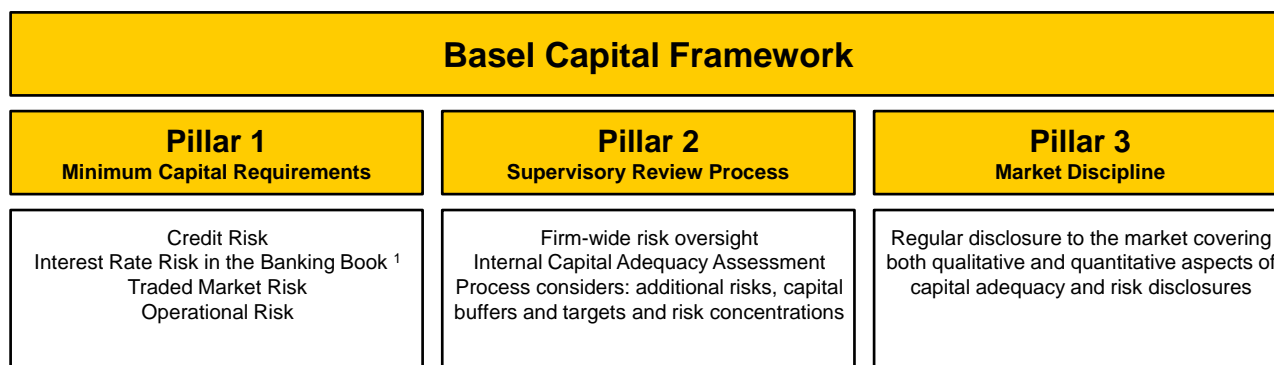 Basel Capital Framework
Pillar 1
Minimum Capital Requirements
Pillar 2
Supervisory Review Process
Pillar 3
Market Discipline
Credit Risk
Interest Rate Risk in the Banking Book ¹
Traded Market Risk
Operational Risk
Firm-wide risk oversight
Internal Capital Adequacy Assessment
Process considers: additional risks, capital
buffers and targets and risk concentrations
Regular disclosure to the market covering
both qualitative and quantitative aspects of
capital adequacy and risk disclosures